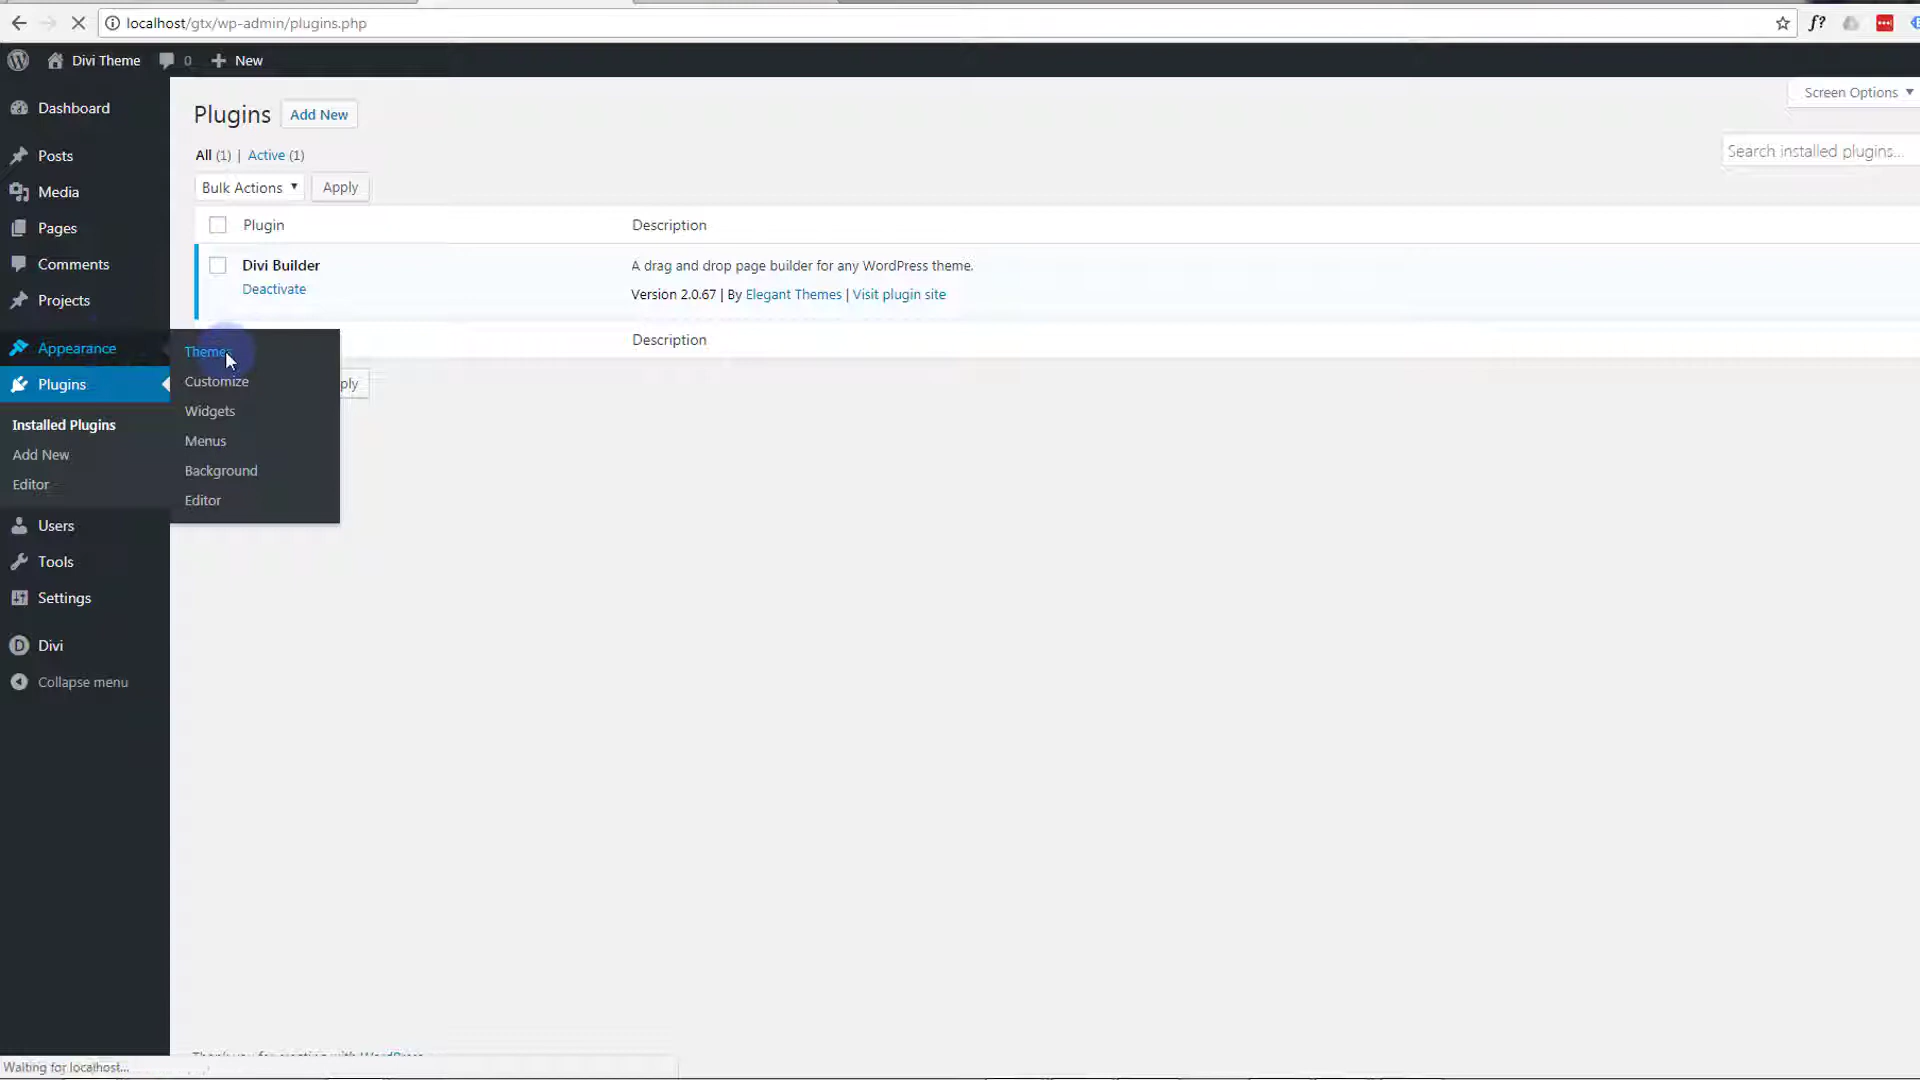 localhost/gtx/wp-admin/plugins.php
f?
Divi Theme
0
New
Screen Options
Dashboard
Posts
Media
Pages
Comments
Projects
Appearance
Plugins
Installed Plugins
Add New
Editor
Users
Tools
Settings
D
Divi
Collapse menu
Themes
Customize
Widgets
Menus
Background
Editor
Plugins
Add New
All (1) | Active (1)
Search installed plugins...
Bulk Actions
Apply
Plugin
Description
Divi Builder
A drag and drop page builder for any WordPress theme.
Deactivate
Version 2.0.67 | By Elegant Themes | Visit plugin site
Description
ply
Waiting for localhost...